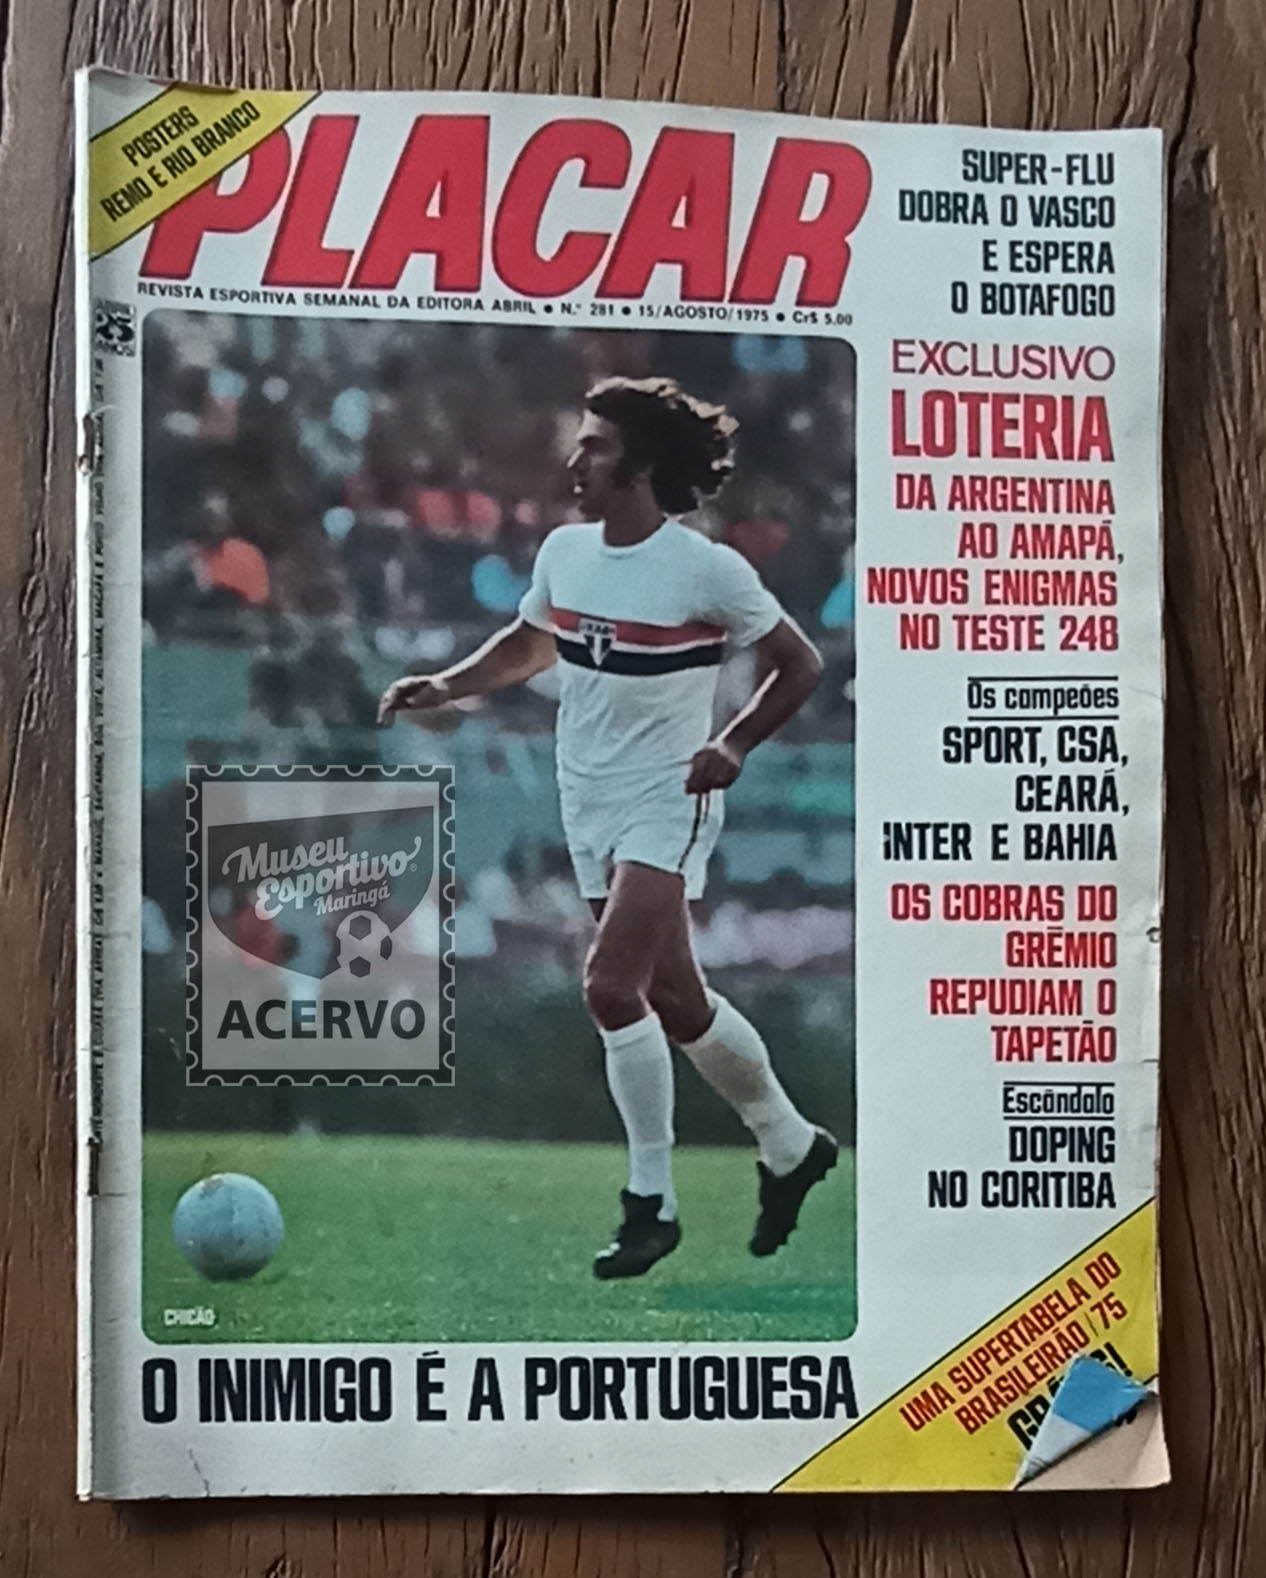 POSTERS
REMO E RIO BRANCO
PLACAR
REVISTA ESPORTIVA SEMANAL DA EDITORA ABRIL ● N.º 281 ● 15/AGOSTO/1975 ● Cr$ 5,00
25
ANOS
SUPER-FLU
DOBRA O VASCO
E ESPERA
O BOTAFOGO
EXCLUSIVO
LOTERIA
DA ARGENTINA
AO AMAPÁ,
NOVOS ENIGMAS
NO TESTE 248
Os campeões
SPORT, CSA,
CEARÁ,
INTER E BAHIA
OS COBRAS DO
GRÊMIO
REPUDIAM O
TAPETÃO
Escândalo
DOPING
NO CORITIBA
Museu
Esportivo®
Maringá
ACERVO
CHICÃO
O INIMIGO É A PORTUGUESA
UMA SUPERTABELA DO
BRASILEIRÃO/75